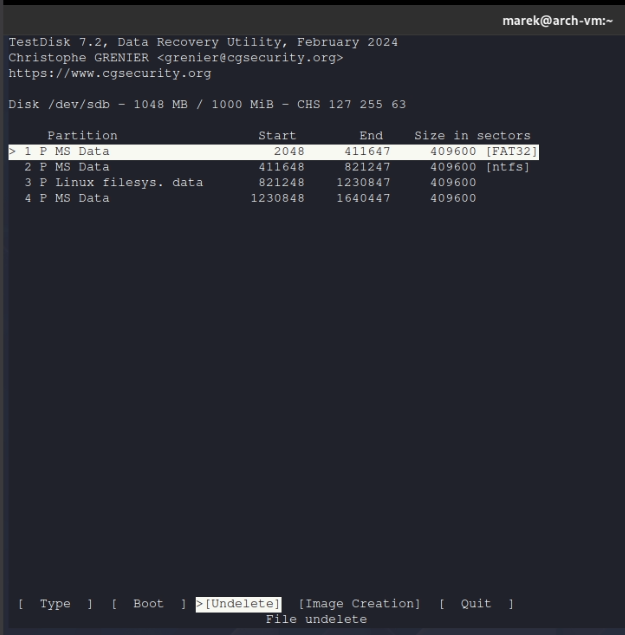 marek@arch-vm:~
TestDisk 7.2, Data Recovery Utility, February 2024
Christophe GRENIER <grenier@cgsecurity.org>
https://www.cgsecurity.org
Disk /dev/sdb - 1048 MB / 1000 MiB - CHS 127 255 63
Partition Start End Size in sectors
> 1 P MS Data 2048 411647 409600 [FAT32]
2 P MS Data 411648 821247 409600 [ntfs]
3 P Linux filesys. data 821248 1230847 409600
4 P MS Data 1230848 1640447 409600
[ Type ] [ Boot ] >[Undelete] [Image Creation] [ Quit ]
File undelete